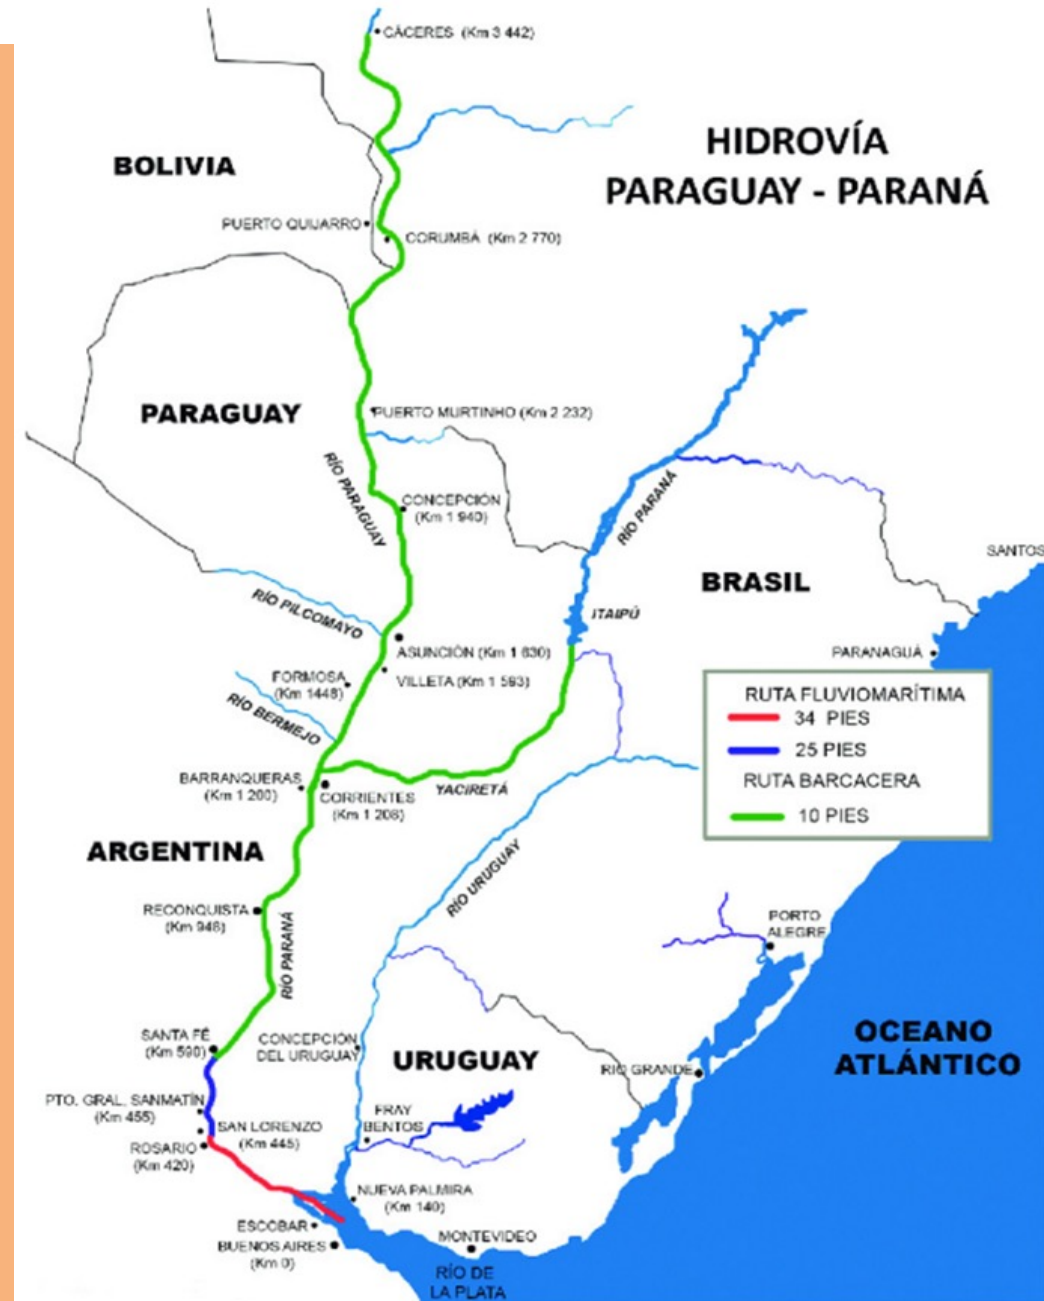 CÁCERES (Km 3 442)
HIDROVÍA
PARAGUAY - PARANÁ
BOLIVIA
PUERTO QUIJARRO
CORUMBÁ (Km 2 770)
PARAGUAY
PUERTO MURTINHO (Km 2 232)
RÍO PARAGUAY
CONCEPCIÓN
(Km 1 940)
RÍO PARANÁ
SANTOS
BRASIL
RÍO PILCOMAYO
ITAIPÚ
ASUNCIÓN (Km 1 630)
PARANAGUÁ
FORMOSA
(Km 1448)
VILLETA (Km 1 593)
RÍO BERMEJO
RUTA FLUVIOMARÍTIMA
34 PIES
25 PIES
RUTA BARCACERA
10 PIES
BARRANQUERAS
(Km 1 200)
CORRIENTES
(Km 1 208)
YACIRETÁ
ARGENTINA
RÍO URUGUAY
RECONQUISTA
(Km 948)
PORTO
ALEGRE
RÍO PARANÁ
SANTA FÉ
(Km 590)
CONCEPCIÓN
DEL URUGUAY
URUGUAY
OCEANO
ATLÁNTICO
RIO GRANDE
PTO. GRAL. SANMATÍN
(Km 455)
SAN LORENZO
(Km 445)
FRAY
BENTOS
ROSARIO
(Km 420)
NUEVA PALMIRA
(Km 140)
ESCOBAR
BUENOS AIRES
(Km 0)
MONTEVIDEO
RÍO DE
LA PLATA